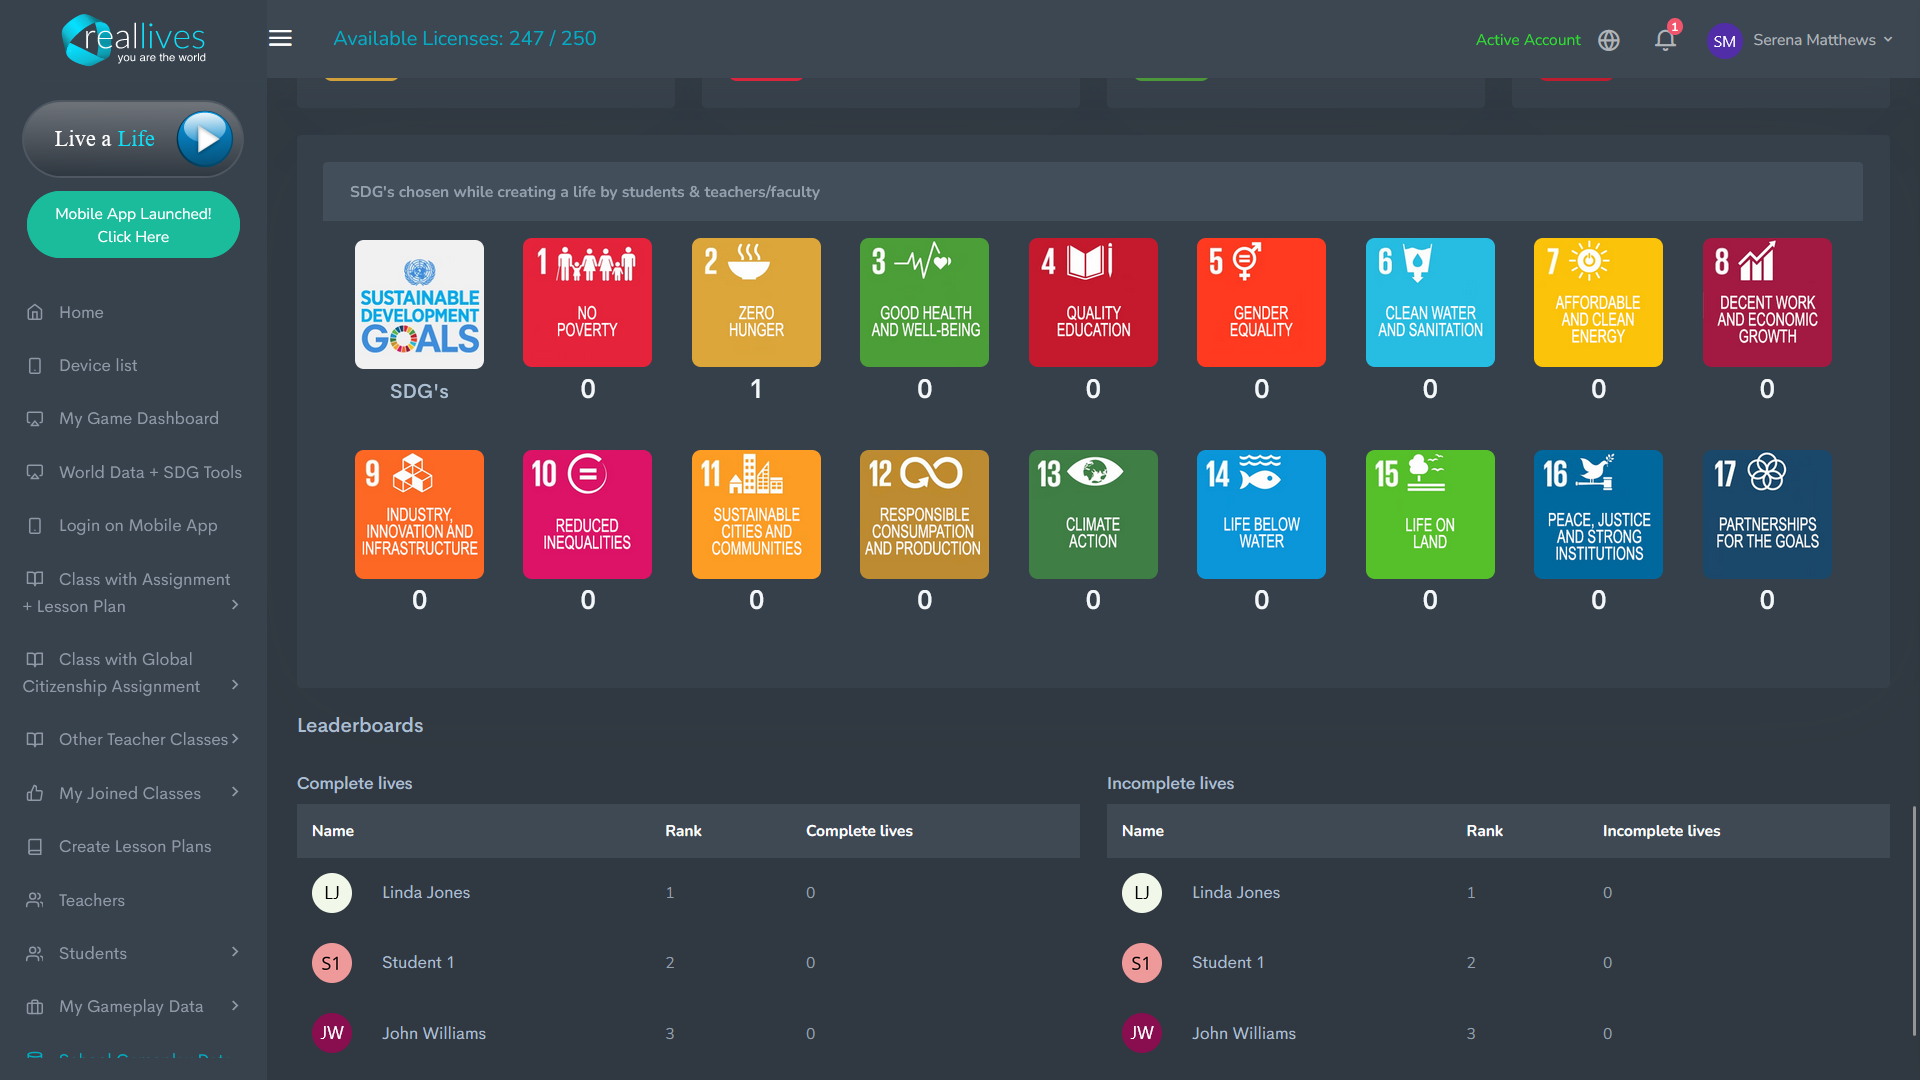 reallives
you are the world
Available Licenses: 247 / 250
Active Account
1
SM
Serena Matthews
Live a Life
Mobile App Launched!
Click Here
Home
Device list
My Game Dashboard
World Data + SDG Tools
Login on Mobile App
Class with Assignment
+ Lesson Plan
Class with Global
Citizenship Assignment
Other Teacher Classes
My Joined Classes
Create Lesson Plans
Teachers
Students
My Gameplay Data
SDG's chosen while creating a life by students & teachers/faculty
SUSTAINABLE
DEVELOPMENT
GOALS
SDG's
1
NO
POVERTY
0
2
ZERO
HUNGER
1
3
GOOD HEALTH
AND WELL-BEING
0
4
QUALITY
EDUCATION
0
5
GENDER
EQUALITY
0
6
CLEAN WATER
AND SANITATION
0
7
AFFORDABLE
AND CLEAN
ENERGY
0
8
DECENT WORK
AND ECONOMIC
GROWTH
0
9
INDUSTRY,
INNOVATION AND
INFRASTRUCTURE
0
10
REDUCED
INEQUALITIES
0
11
SUSTAINABLE
CITIES AND
COMMUNITIES
0
12
RESPONSIBLE
CONSUMPATION
AND PRODUCTION
0
13
CLIMATE
ACTION
0
14
LIFE BELOW
WATER
0
15
LIFE ON
LAND
0
16
PEACE, JUSTICE
AND STRONG
INSTITUTIONS
0
17
PARTNERSHIPS
FOR THE GOALS
0
Leaderboards
Complete lives
Name Rank Complete lives
LJ Linda Jones 1 0
S1 Student 1 2 0
JW John Williams 3 0
Incomplete lives
Name Rank Incomplete lives
LJ Linda Jones 1 0
S1 Student 1 2 0
JW John Williams 3 0